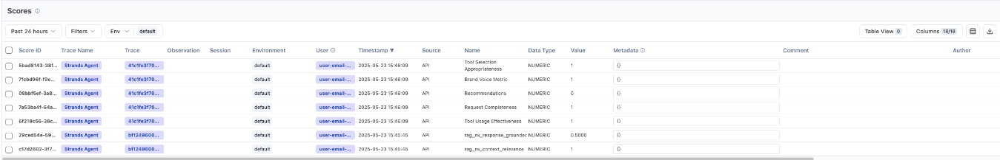 Scores
Past 24 hours Filters Env default Table View 0 Columns 18/18
Score ID Trace Name Trace Observation Session Environment User Timestamp ▼ Source Name Data Type Value Metadata Comment Author
5bad8143-38f... Strands Agent 41c1fe3f70... default user-email-... 2025-05-23 15:46:09 API Tool Selection Appropriateness NUMERIC 1 {}
7fcbd96f-f9e... Strands Agent 41c1fe3f70... default user-email-... 2025-05-23 15:46:09 API Brand Voice Metric NUMERIC 1 {}
08bbf5ef-3a8... Strands Agent 41c1fe3f70... default user-email-... 2025-05-23 15:46:09 API Recommendations NUMERIC 0 {}
7a53ba4f-64a... Strands Agent 41c1fe3f70... default user-email-... 2025-05-23 15:46:09 API Request Completeness NUMERIC 1 {}
6f219c56-38c... Strands Agent 41c1fe3f70... default user-email-... 2025-05-23 15:46:09 API Tool Usage Effectiveness NUMERIC 1 {}
29ced54e-59... Strands Agent bf1249600... default user-email-... 2025-05-23 15:45:45 API rag_nv_response_grounded NUMERIC 0.5000 {}
c17d2602-3f7... Strands Agent bf1249600... default user-email-... 2025-05-23 15:45:45 API rag_nv_context_relevance NUMERIC 1 {}